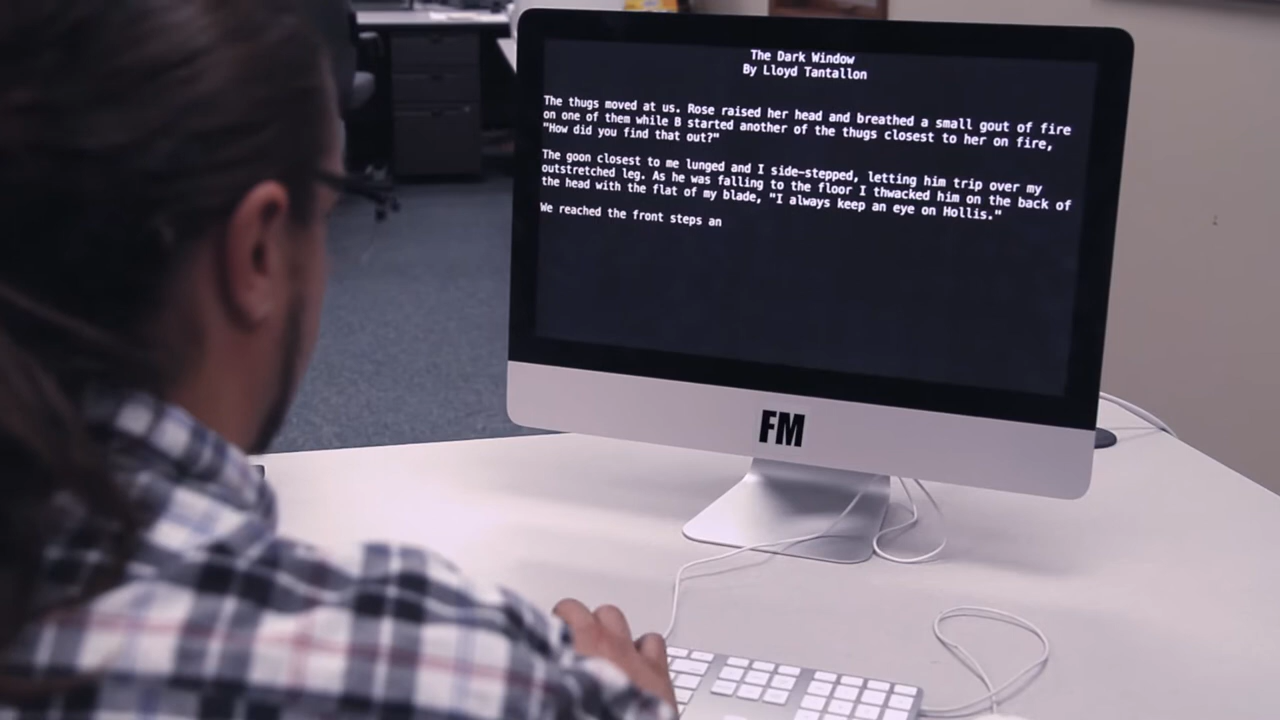 The Dark Window
By Lloyd Tantallon
The thugs moved at us. Rose raised her head and breathed a small gout of fire
on one of them while B started another of the thugs closest to her on fire,
"How did you find that out?"
The goon closest to me lunged and I side-stepped, letting him trip over my
outstretched leg. As he was falling to the floor I thwacked him on the back of
the head with the flat of my blade, "I always keep an eye on Hollis."
We reached the front steps an
FM